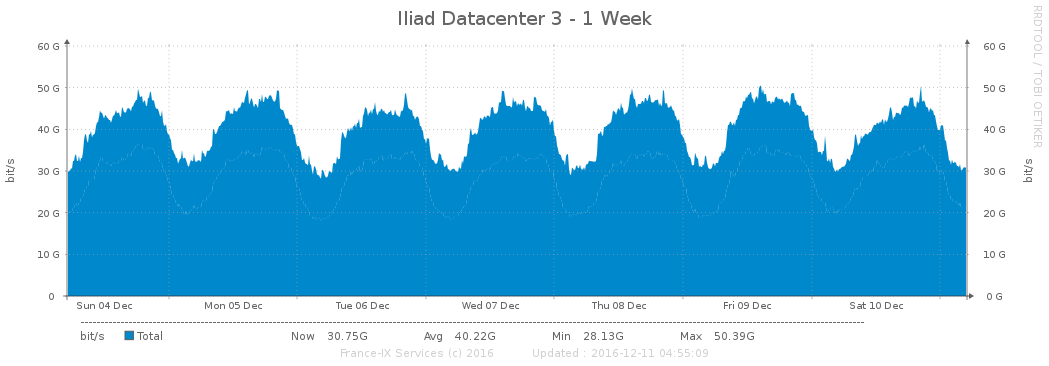 Iliad Datacenter 3 - 1 Week
RRDTOOL / TOBI OETIKER
60 G 60 G
50 G 50 G
40 G 40 G
30 G 30 G
20 G 20 G
10 G 10 G
0 0 G
bit/s bit/s
Sun 04 Dec Mon 05 Dec Tue 06 Dec Wed 07 Dec Thu 08 Dec Fri 09 Dec Sat 10 Dec
bit/s Total Now 30.75G Avg 40.22G Min 28.13G Max 50.39G
France-IX Services (c) 2016 Updated : 2016-12-11 04:55:09